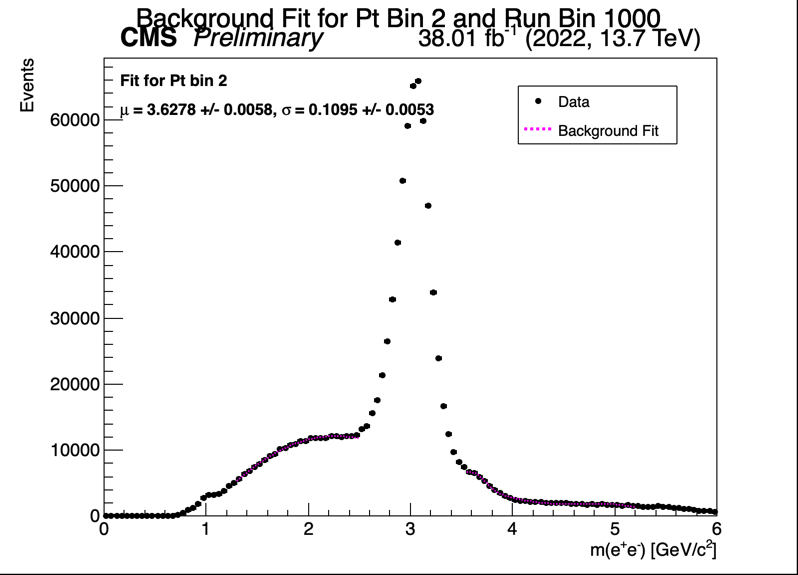 Background Fit for Pt Bin 2 and Run Bin 1000
CMS Preliminary 38.01 fb⁻¹ (2022, 13.7 TeV)
Events
Fit for Pt bin 2
μ = 3.6278 +/- 0.0058, σ = 0.1095 +/- 0.0053
Data
Background Fit
60000
50000
40000
30000
20000
10000
0
0 1 2 3 4 5 6
m(e⁺e⁻) [GeV/c²]